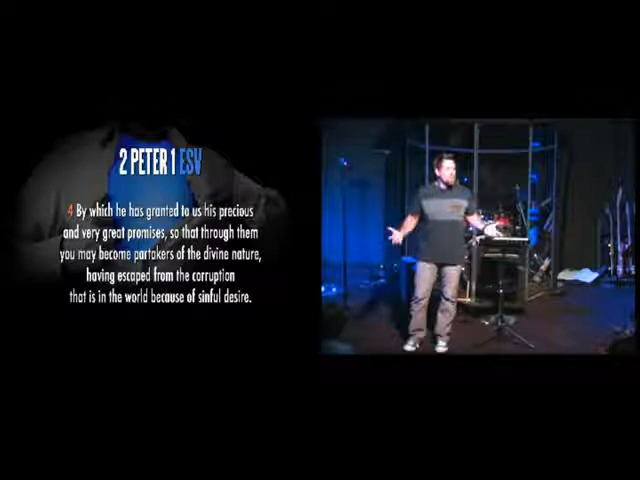 2 PETER 1 ESV
4 By which he has granted to us his precious
and very great promises, so that through them
you may become partakers of the divine nature,
having escaped from the corruption
that is in the world because of sinful desire.